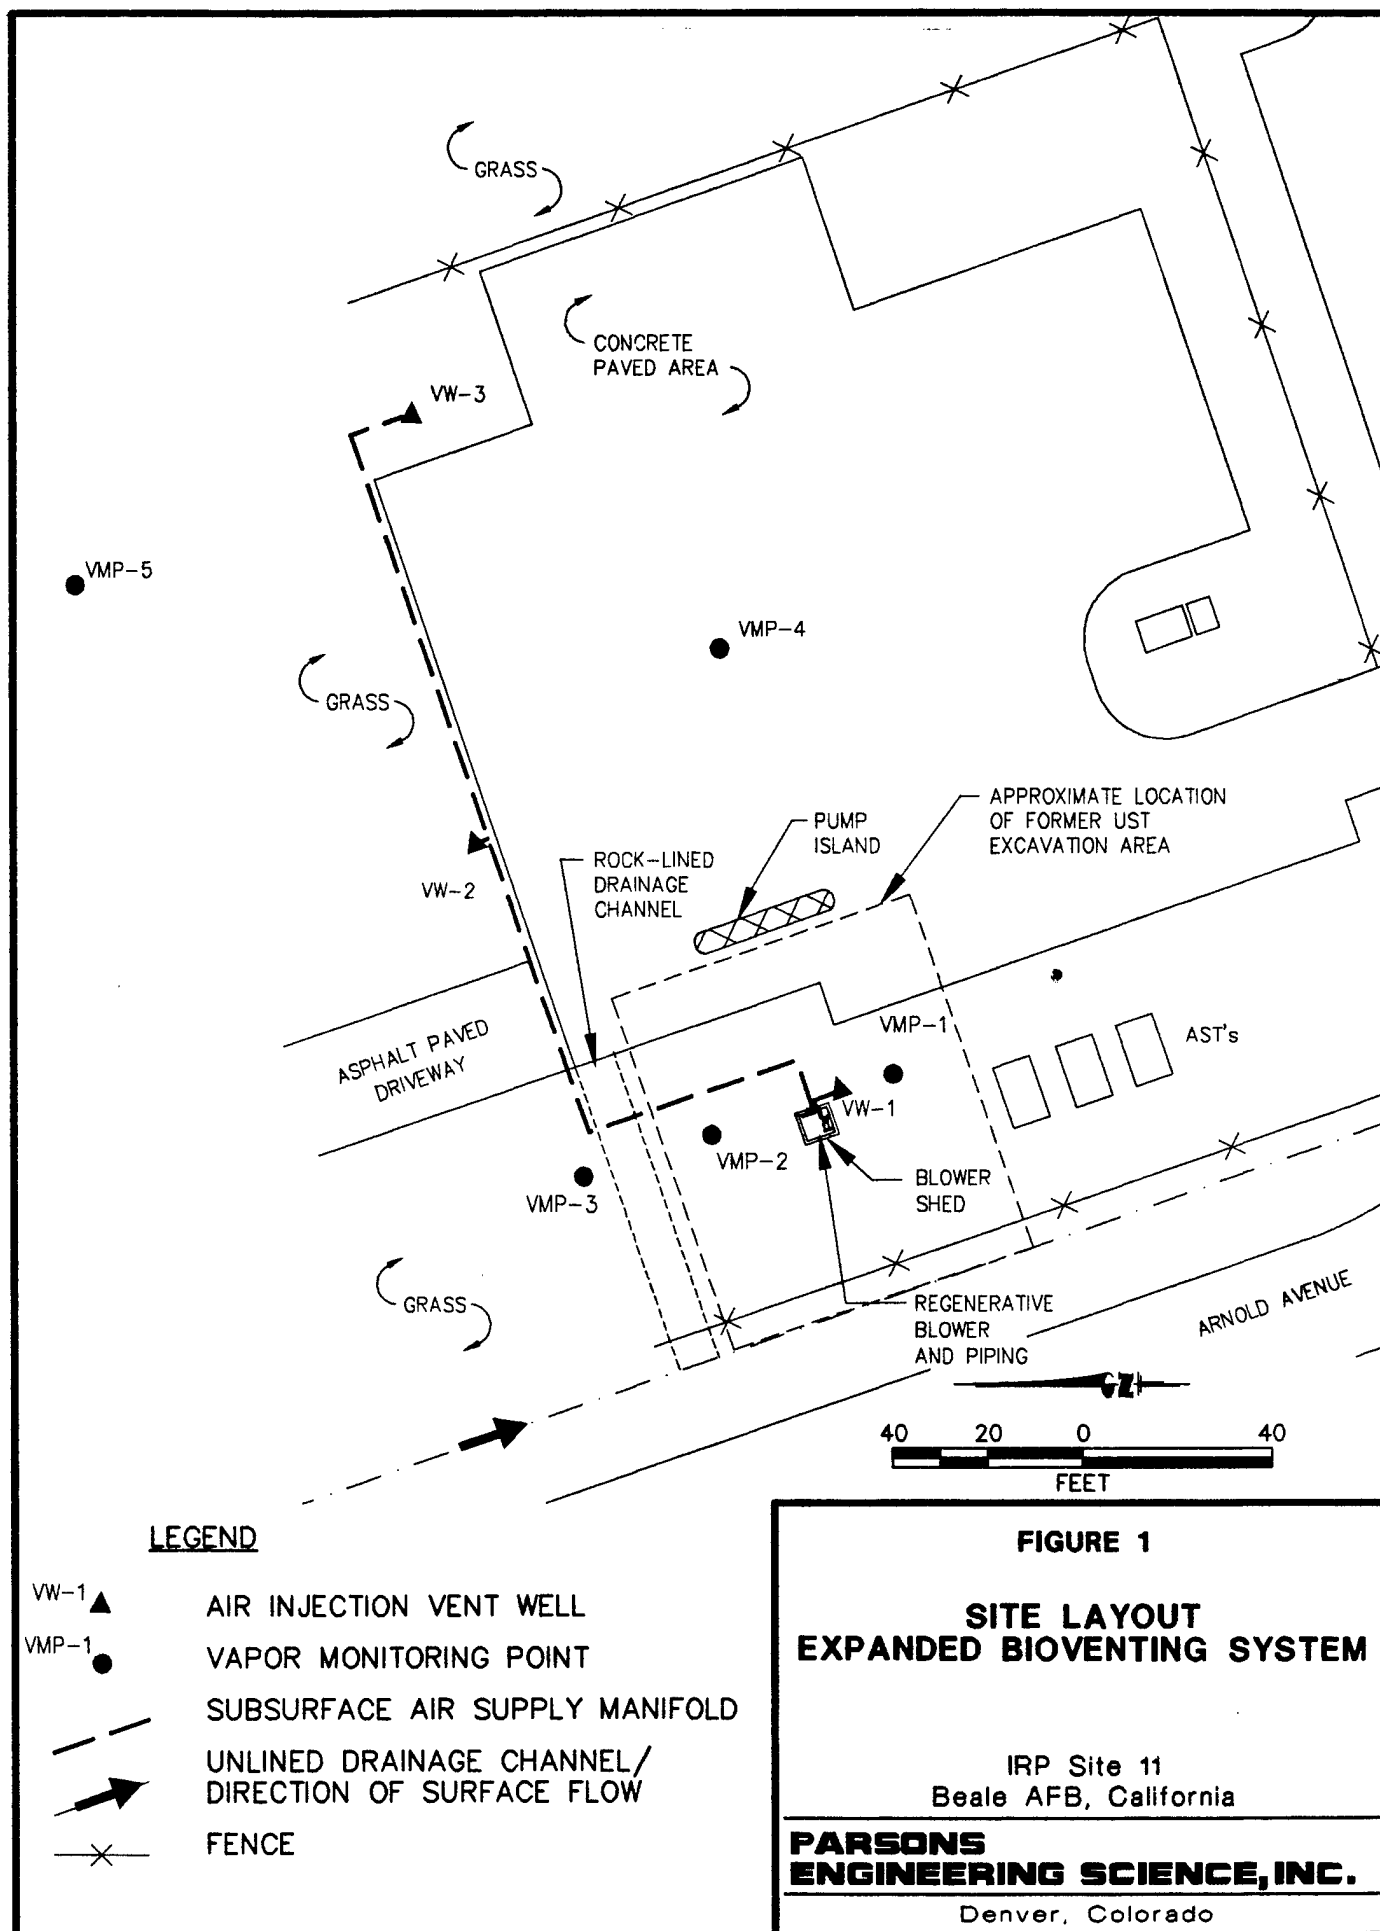 GRASS
CONCRETE
PAVED AREA
VW-3
VMP-5
VMP-4
GRASS
APPROXIMATE LOCATION
OF FORMER UST
EXCAVATION AREA
PUMP
ISLAND
ROCK-LINED
DRAINAGE
CHANNEL
VW-2
ASPHALT PAVED
DRIVEWAY
VMP-1
AST's
VW-1
VMP-2
VMP-3
BLOWER
SHED
GRASS
REGENERATIVE
BLOWER
AND PIPING
ARNOLD AVENUE
N
40 20 0 40
FEET
LEGEND
VW-1
AIR INJECTION VENT WELL
VMP-1
VAPOR MONITORING POINT
SUBSURFACE AIR SUPPLY MANIFOLD
UNLINED DRAINAGE CHANNEL/
DIRECTION OF SURFACE FLOW
FENCE
FIGURE 1
SITE LAYOUT
EXPANDED BIOVENTING SYSTEM
IRP Site 11
Beale AFB, California
PARSONS
ENGINEERING SCIENCE, INC.
Denver, Colorado